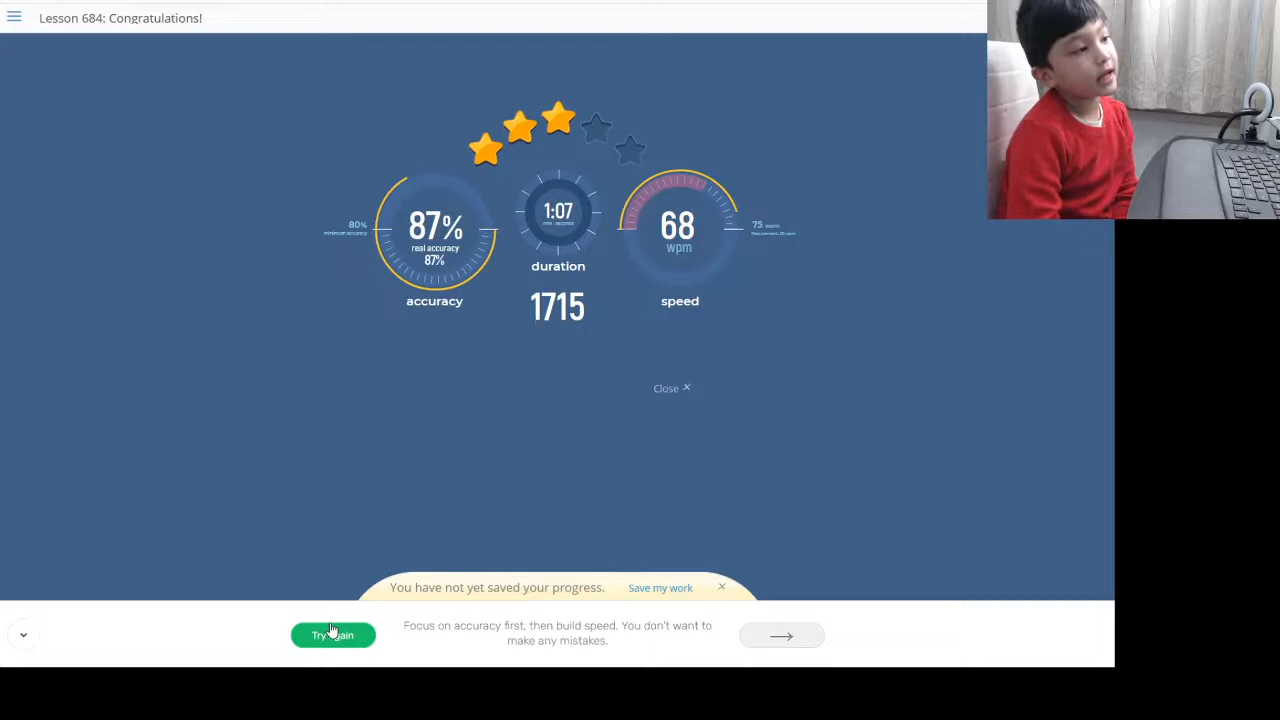 Lesson 684: Congratulations!
80%
minimum accuracy
87%
real accuracy
87%
accuracy
1:07
duration
1715
68
wpm
speed
75 wpm
Close ×
You have not yet saved your progress. Save my work ×
Try again
Focus on accuracy first, then build speed. You don't want to
make any mistakes.